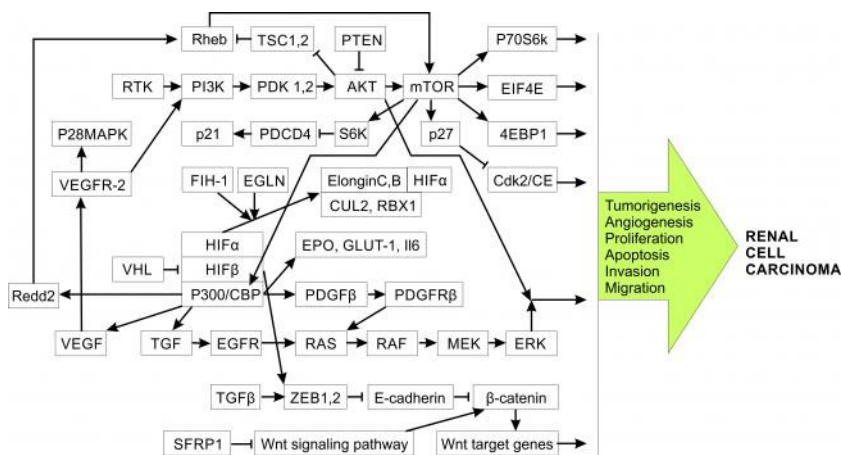 Rheb
TSC1,2
PTEN
P70S6k
RTK
PI3K
PDK 1,2
AKT
mTOR
EIF4E
P28MAPK
p21
PDCD4
S6K
p27
4EBP1
VEGFR-2
FIH-1
EGLN
ElonginC,B
HIFα
Cdk2/CE
CUL2, RBX1
Tumorigenesis
Angiogenesis
Proliferation
Apoptosis
Invasion
Migration
RENAL
CELL
CARCINOMA
HIFα
EPO, GLUT-1, Il6
VHL
HIFβ
Redd2
P300/CBP
PDGFβ
PDGFRβ
VEGF
TGF
EGFR
RAS
RAF
MEK
ERK
TGFβ
ZEB1,2
E-cadherin
β-catenin
SFRP1
Wnt signaling pathway
Wnt target genes